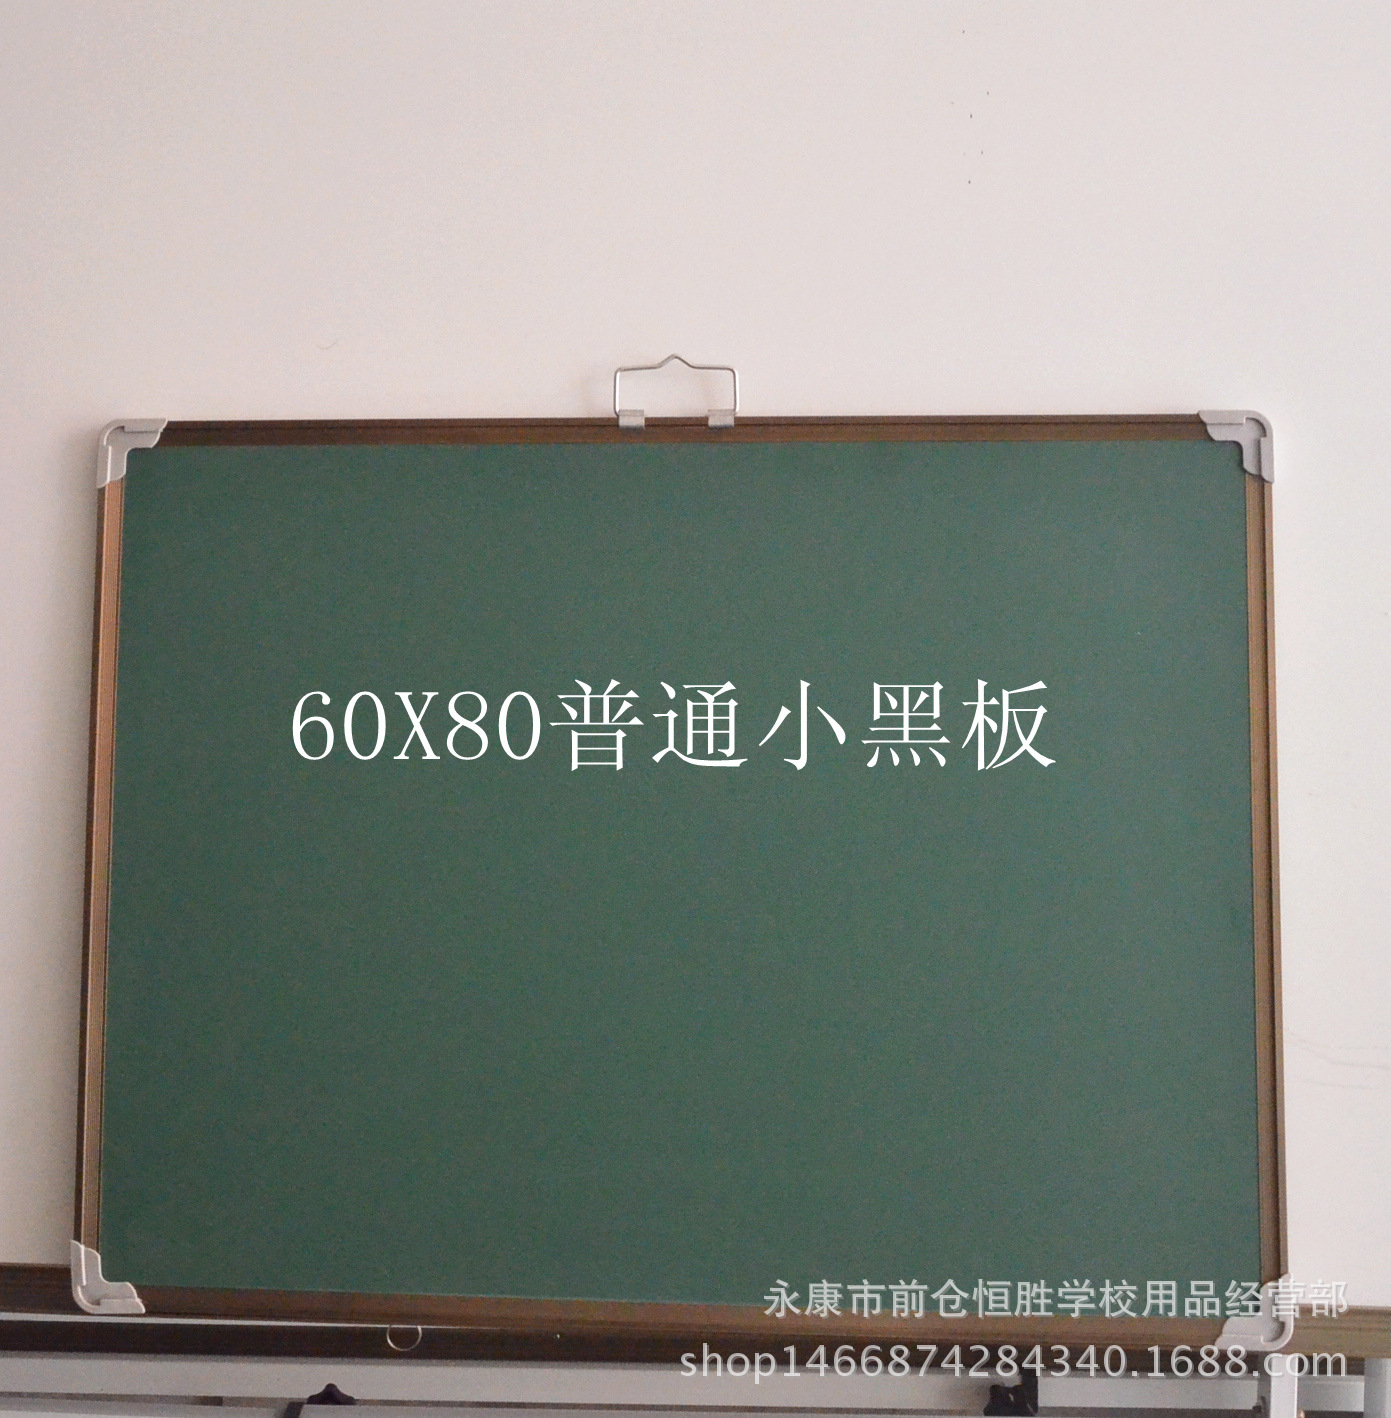 60X80普通小黑板
永康市前仓恒胜学校用品经营部
shop1466874284340.1688.com